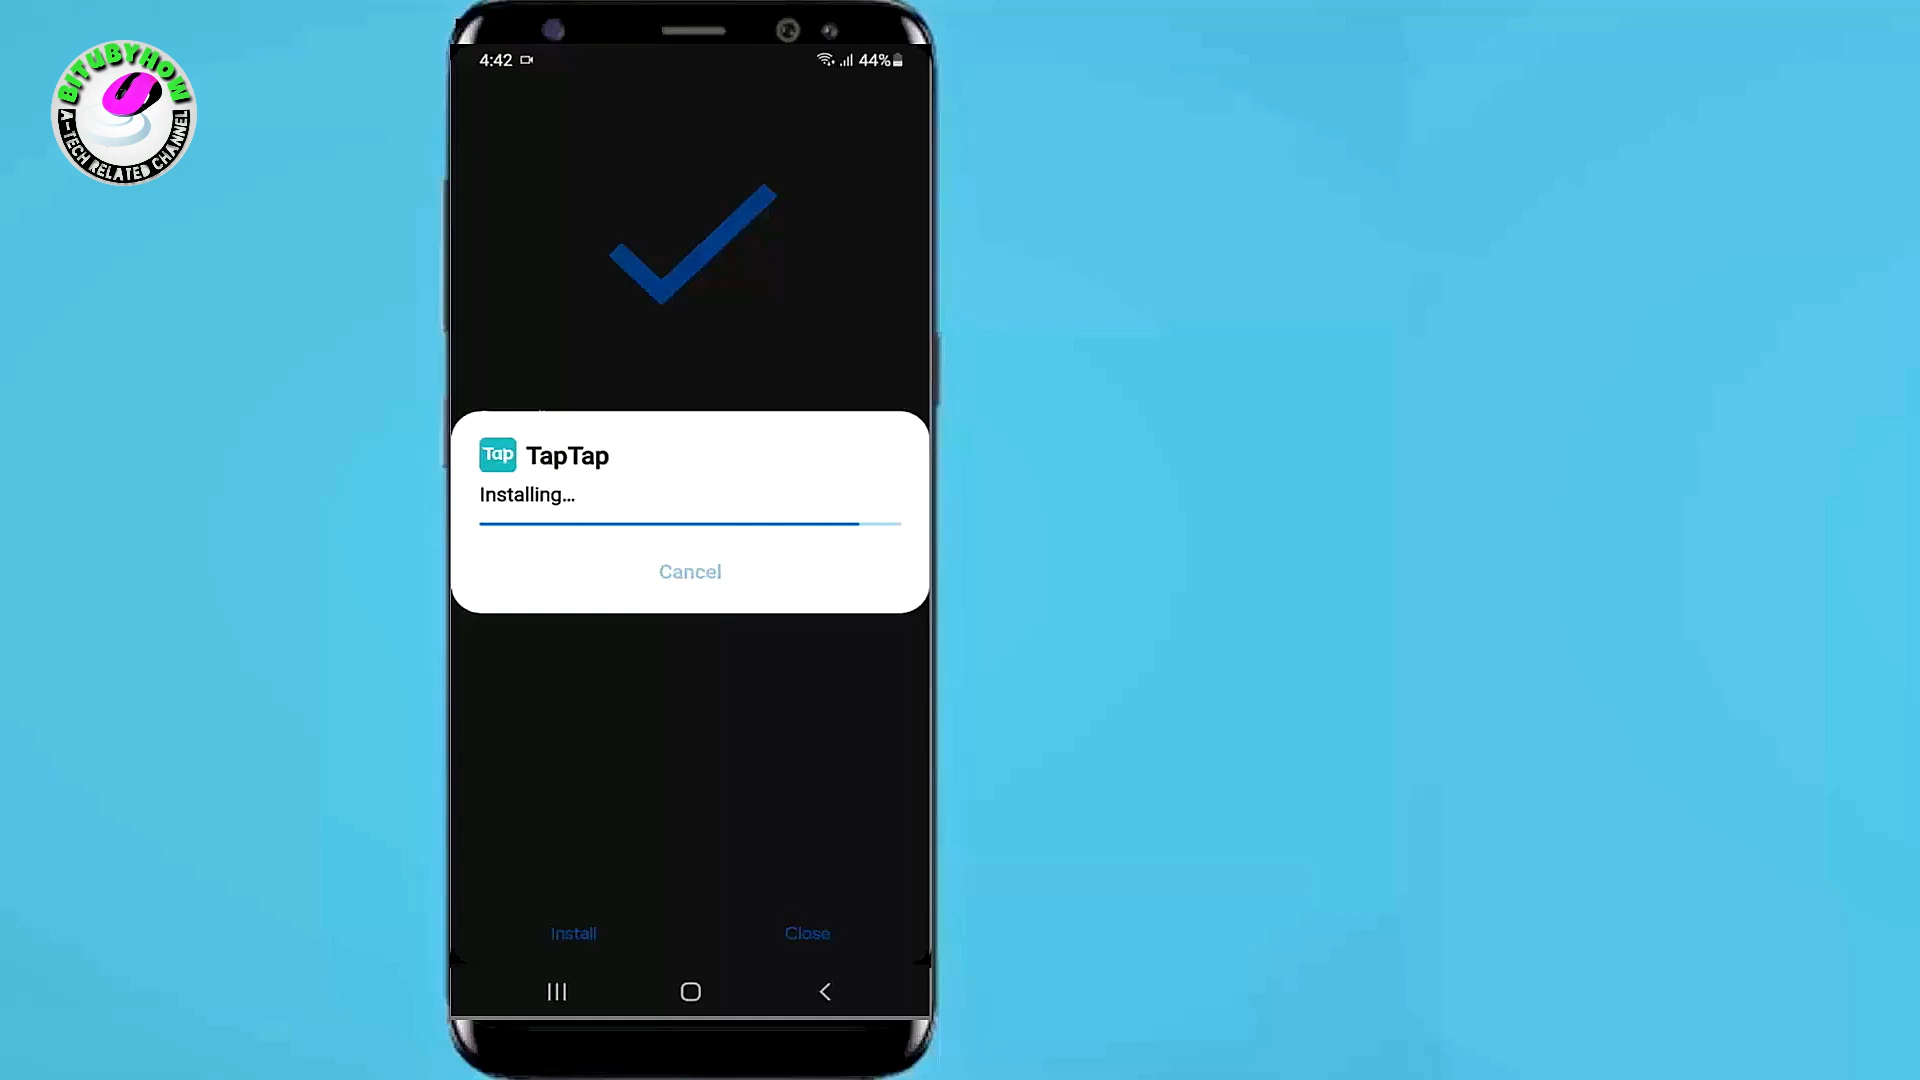 BITUBYHOW
A-TECH RELATED CHANNEL
4:42
44%
Tap
TapTap
Installing...
Cancel
Install
Close